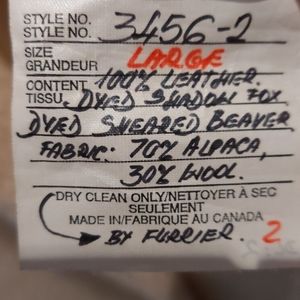 STYLE NO.
STYLE NO. 3456-2
SIZE
GRANDEUR LARGE
CONTENT 100% LEATHER.
TISSU DYED SHADOW FOX,
DYED SHEARED BEAVER
FABRIC: 70% ALPACA,
30% WOOL.
DRY CLEAN ONLY/NETTOYER À SEC
SEULEMENT
MADE IN/FABRIQUE AU CANADA
BY FURRIER. 2